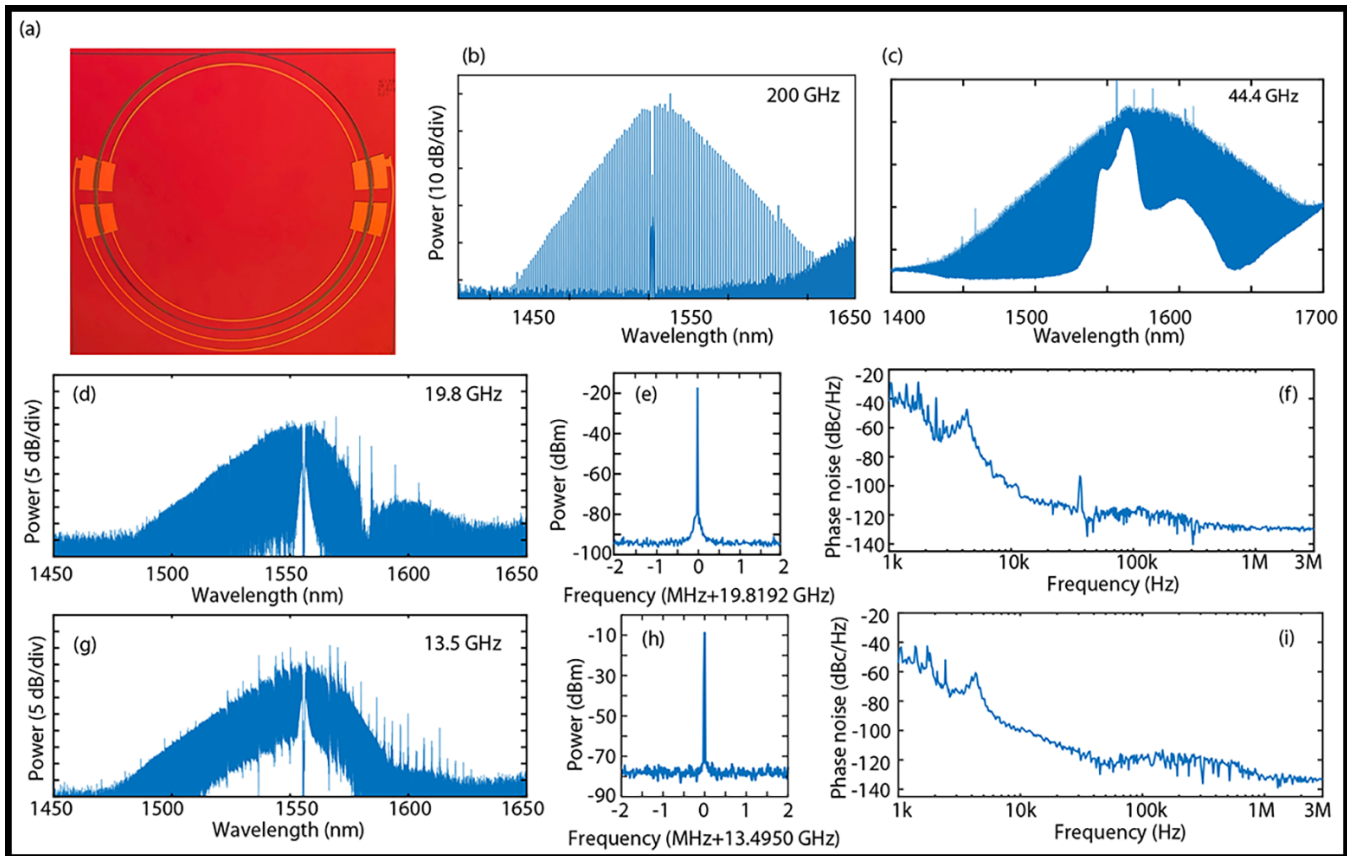 (a)
(b)
200 GHz
Power (10 dB/div)
1450 1550 1650
Wavelength (nm)
(c)
44.4 GHz
1400 1500 1600 1700
Wavelength (nm)
(d)
19.8 GHz
Power (5 dB/div)
1450 1500 1550 1600 1650
Wavelength (nm)
(e)
Power (dBm)
-20
-40
-60
-80
-100
-2 -1 0 1 2
Frequency (MHz+19.8192 GHz)
(f)
Phase noise (dBc/Hz)
-20
-40
-60
-80
-100
-120
-140
1k 10k 100k 1M 3M
Frequency (Hz)
(g)
13.5 GHz
Power (5 dB/div)
1450 1500 1550 1600 1650
Wavelength (nm)
(h)
Power (dBm)
-10
-30
-50
-70
-90
-2 -1 0 1 2
Frequency (MHz+13.4950 GHz)
(i)
Phase noise (dBc/Hz)
-20
-40
-60
-80
-100
-120
-140
1k 10k 100k 1M 3M
Frequency (Hz)